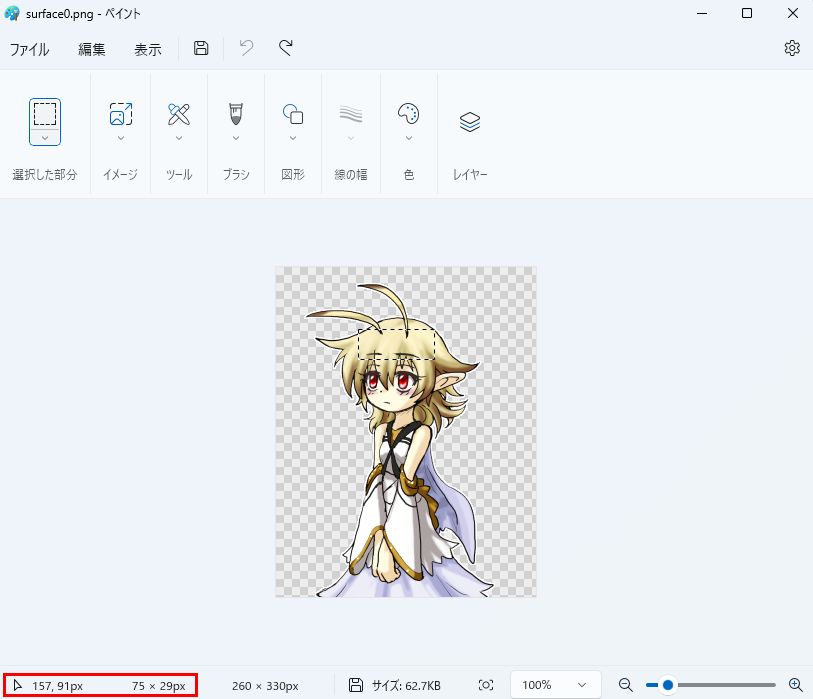 surface0.png - ペイント
ファイル 編集 表示
選択した部分 イメージ ツール ブラシ 図形 線の幅 色 レイヤー
157, 91px 75 × 29px 260 × 330px サイズ: 62.7KB 100%